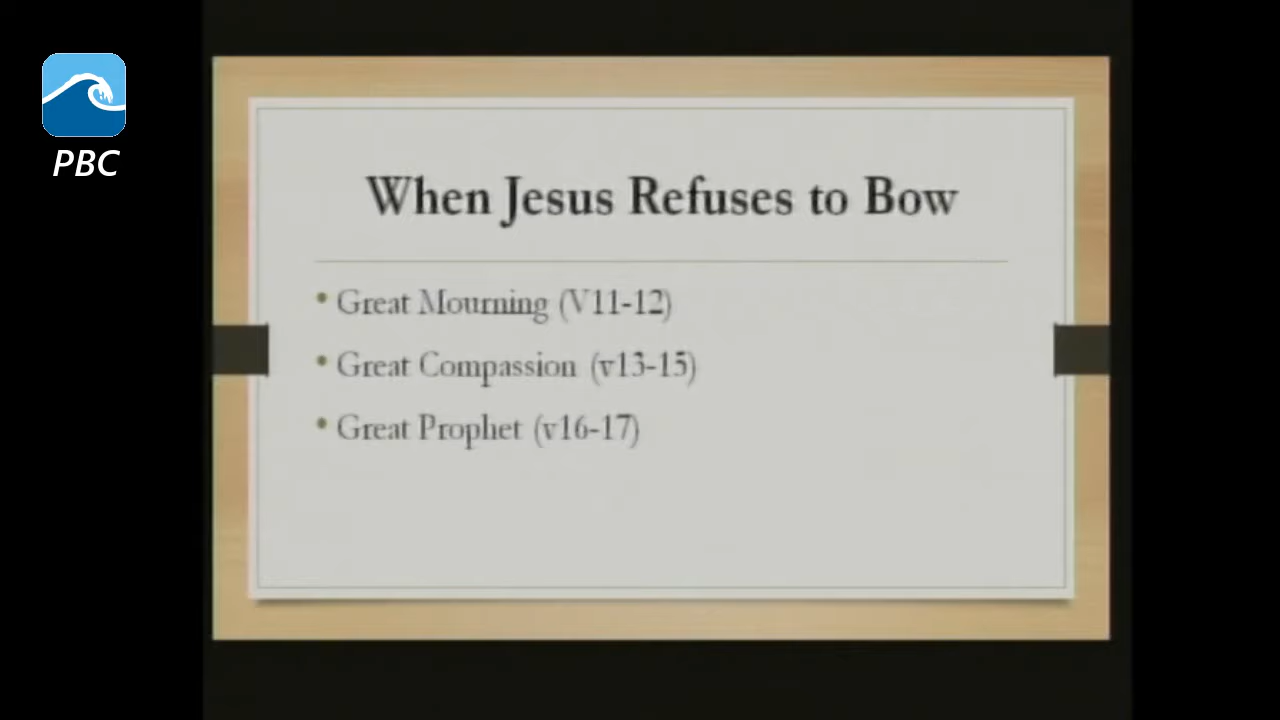 PBC
When Jesus Refuses to Bow
• Great Mourning (V11-12)
• Great Compassion (v13-15)
• Great Prophet (v16-17)